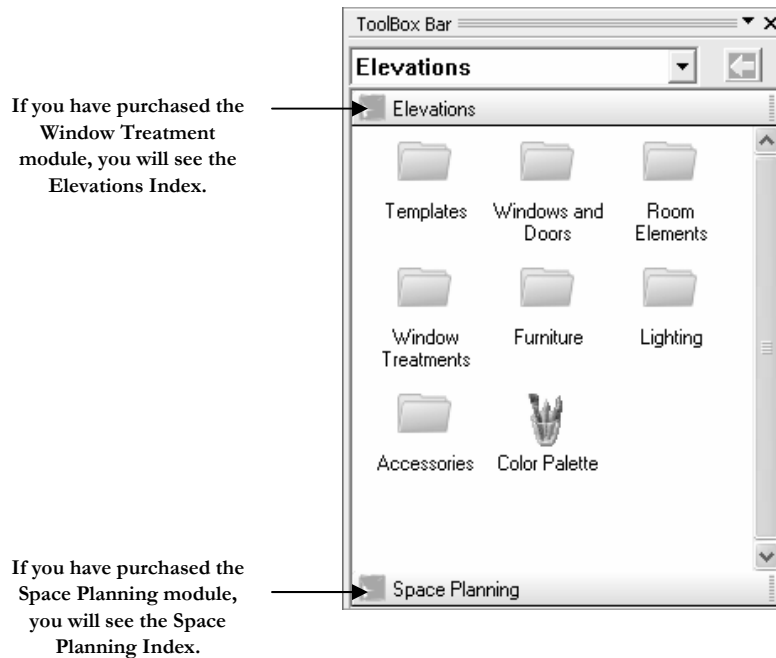 ToolBox Bar
Elevations
If you have purchased the
Window Treatment
module, you will see the
Elevations Index.
Elevations
Templates
Windows and
Doors
Room
Elements
Window
Treatments
Furniture
Lighting
Accessories
Color Palette
If you have purchased the
Space Planning module,
you will see the Space
Planning Index.
Space Planning